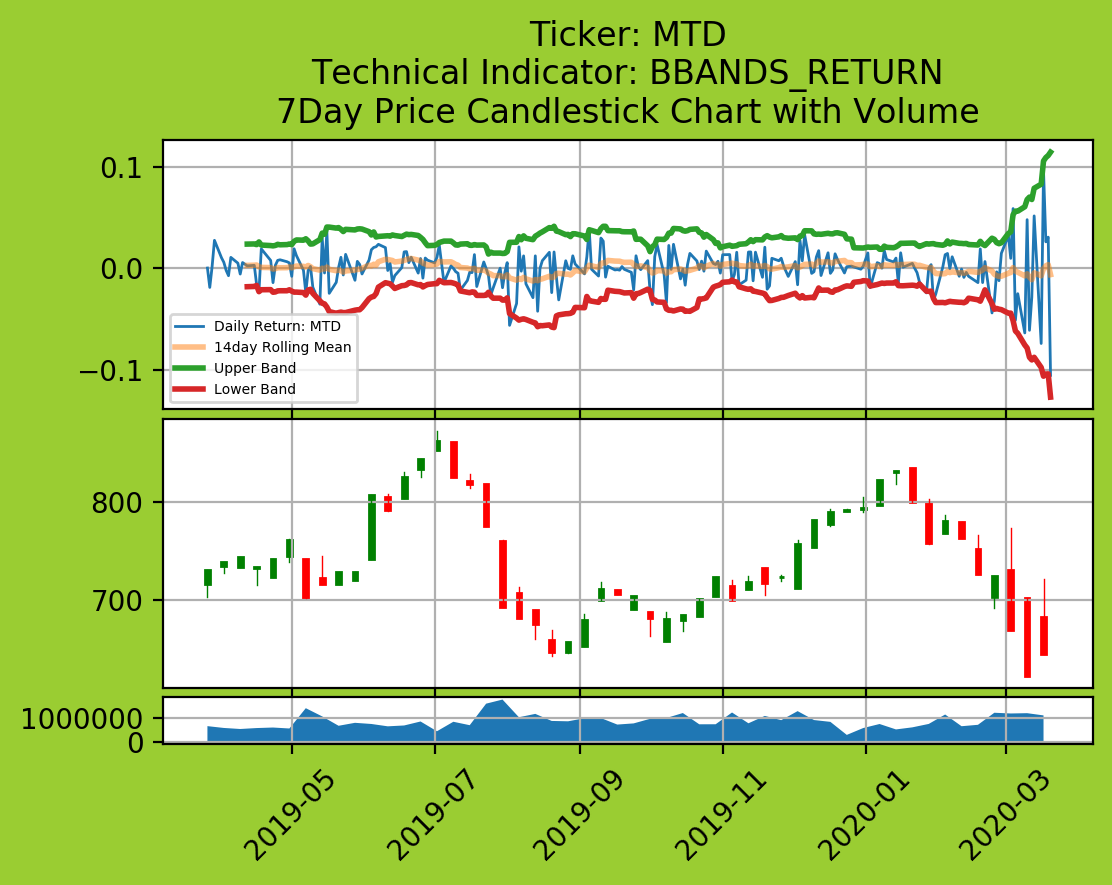 Ticker: MTD
Technical Indicator: BBANDS_RETURN
7Day Price Candlestick Chart with Volume
0.1
0.0
−0.1
Daily Return: MTD
14day Rolling Mean
Upper Band
Lower Band
800
700
1000000
0
2019-05
2019-07
2019-09
2019-11
2020-01
2020-03